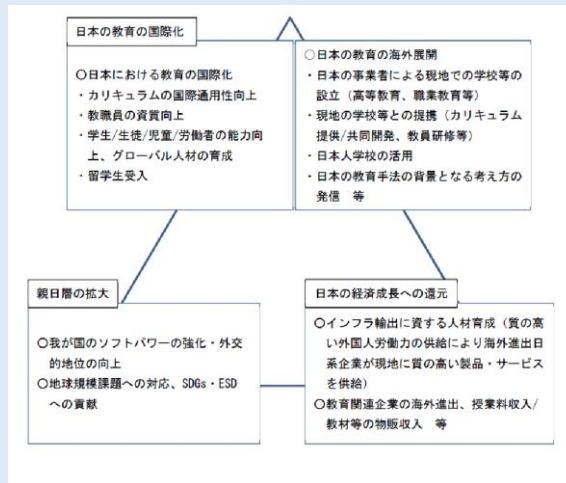 日本の教育の国際化
〇日本における教育の国際化
・カリキュラムの国際通用性向上
・教職員の資質向上
・学生/生徒/児童/労働者の能力向
上、グローバル人材の育成
・留学生受入
〇日本の教育の海外展開
・日本の事業者による現地での学校等の
設立(高等教育、職業教育等)
・現地の学校等との提携(カリキュラム
提供/共同開発、教員研修等)
・日本人学校の活用
・日本の教育手法の背景となる考え方の
発信 等
親日層の拡大
〇我が国のソフトパワーの強化・外交
的地位の向上
〇地球規模課題への対応、SDGs・ESD
への貢献
日本の経済成長への還元
〇インフラ輸出に資する人材育成(質の高
い外国人労働力の供給により海外進出日
系企業が現地に質の高い製品・サービス
を供給)
〇教育関連企業の海外進出、授業料収入/
教材等の物販収入 等